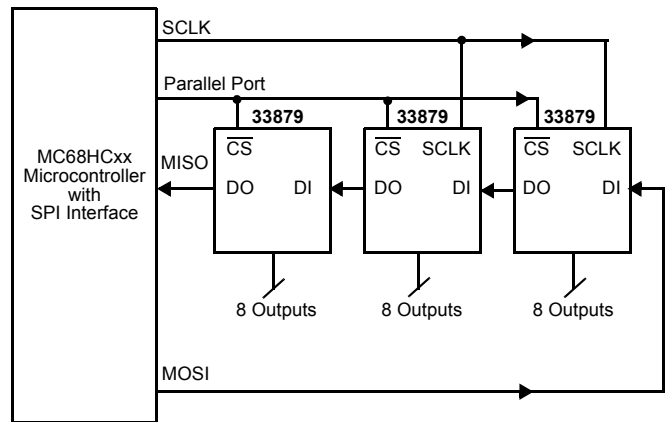 SCLK
Parallel Port
33879 33879 33879
CS CS SCLK CS SCLK
MC68HCxx
Microcontroller
with
SPI Interface
MISO
DO DI DO DI DO DI
8 Outputs 8 Outputs 8 Outputs
MOSI